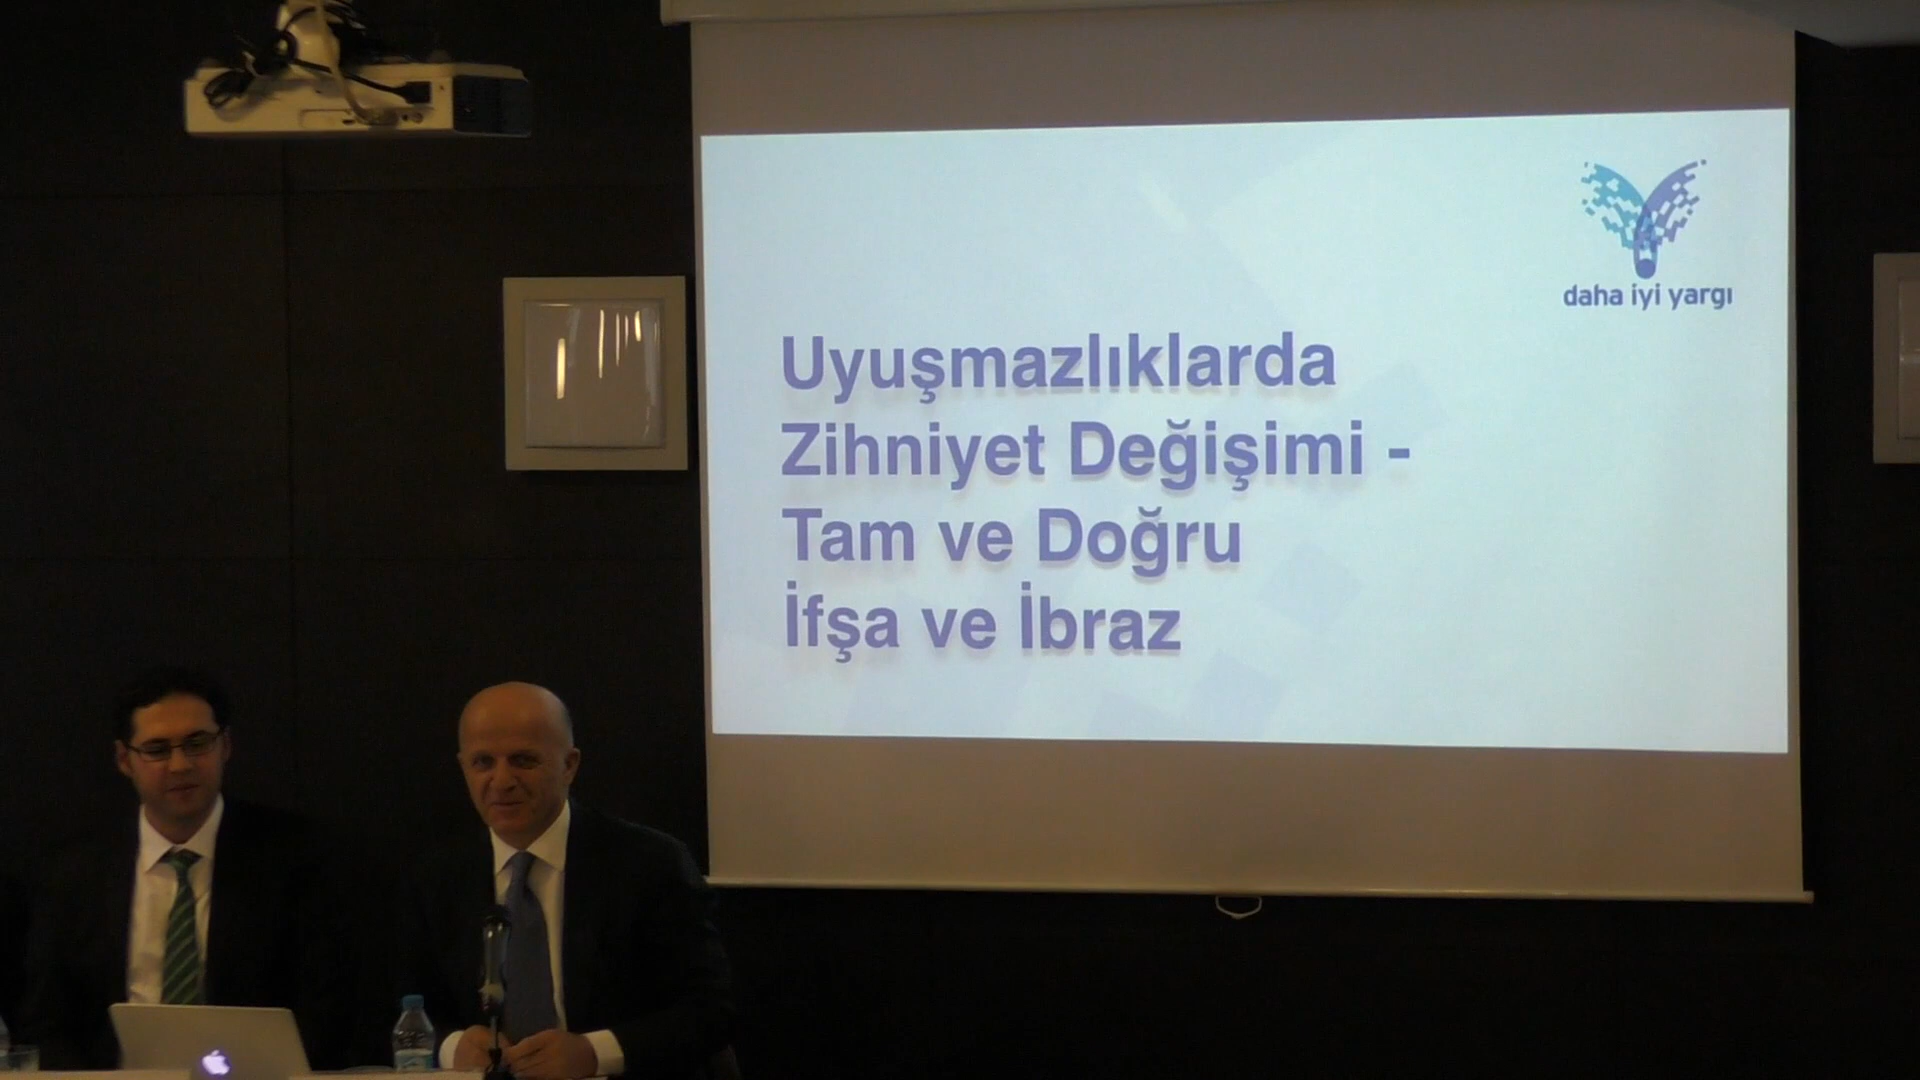 daha iyi yargı
Uyuşmazlıklarda
Zihniyet Değişimi -
Tam ve Doğru
İfşa ve İbraz